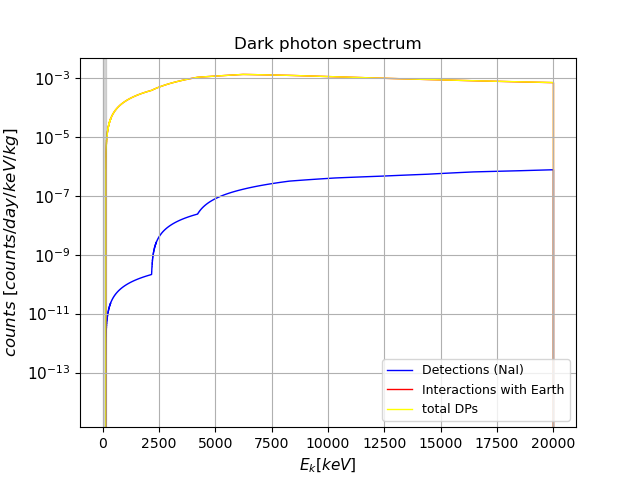 Dark photon spectrum
counts [counts/day/keV/kg]
10⁻³
10⁻⁵
10⁻⁷
10⁻⁹
10⁻¹¹
10⁻¹³
Detections (NaI)
Interactions with Earth
total DPs
0 2500 5000 7500 10000 12500 15000 17500 20000
Eₖ[keV]